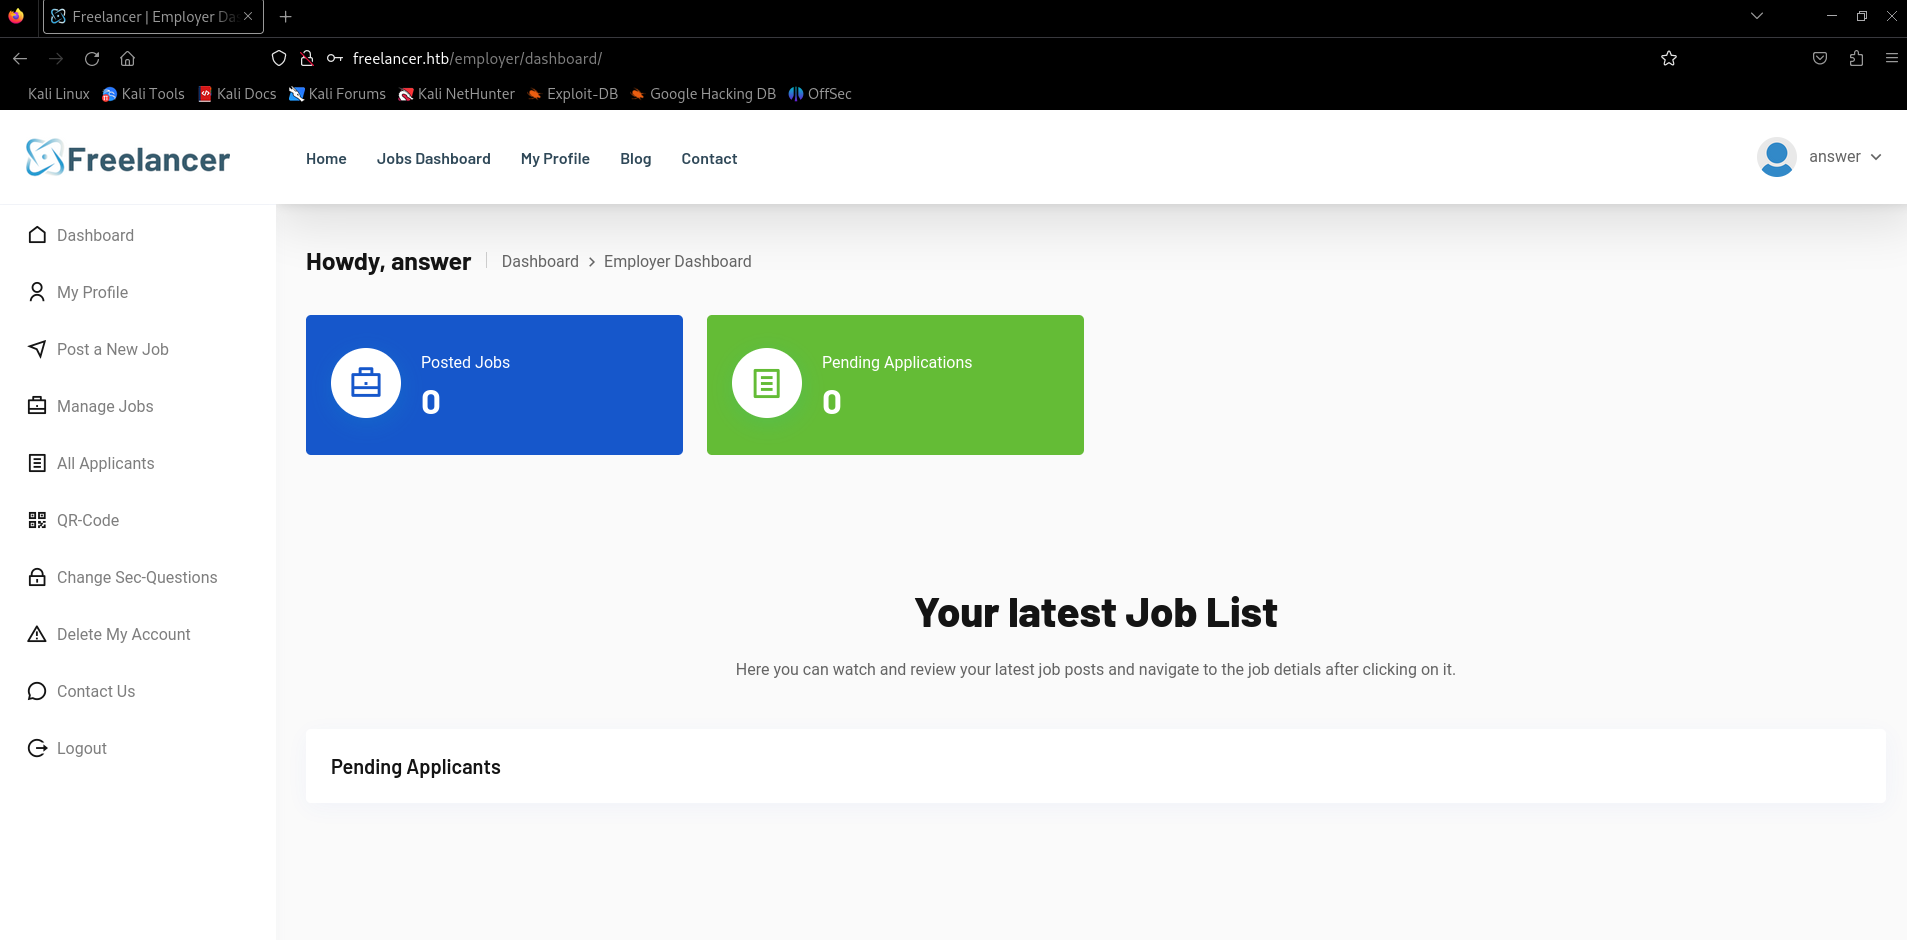 Freelancer | Employer Da
freelancer.htb/employer/dashboard/
Kali Linux Kali Tools Kali Docs Kali Forums Kali NetHunter Exploit-DB Google Hacking DB OffSec
Freelancer
Home Jobs Dashboard My Profile Blog Contact
answer
Dashboard
My Profile
Post a New Job
Manage Jobs
All Applicants
QR-Code
Change Sec-Questions
Delete My Account
Contact Us
Logout
Howdy, answer Dashboard > Employer Dashboard
Posted Jobs
0
Pending Applications
0
Your latest Job List
Here you can watch and review your latest job posts and navigate to the job detials after clicking on it.
Pending Applicants